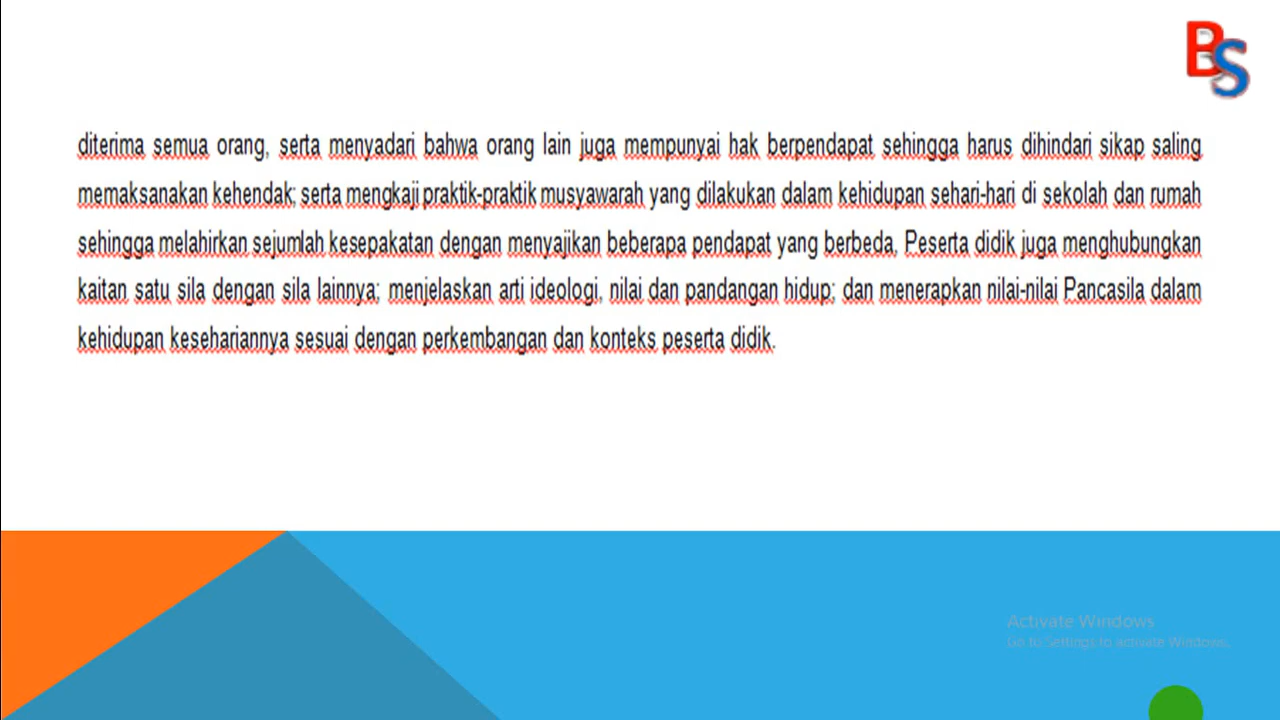 BS
diterima semua orang, serta menyadari bahwa orang lain juga mempunyai hak berpendapat sehingga harus dihindari sikap saling
memaksanakan kehendak; serta mengkaji praktik-praktik musyawarah yang dilakukan dalam kehidupan sehari-hari di sekolah dan rumah
sehingga melahirkan sejumlah kesepakatan dengan menyajikan beberapa pendapat yang berbeda. Peserta didik juga menghubungkan
kaitan satu sila dengan sila lainnya; menjelaskan arti ideologi, nilai dan pandangan hidup; dan menerapkan nilai-nilai Pancasila dalam
kehidupan kesehariannya sesuai dengan perkembangan dan konteks peserta didik.
Activate Windows
Go to Settings to activate Windows.